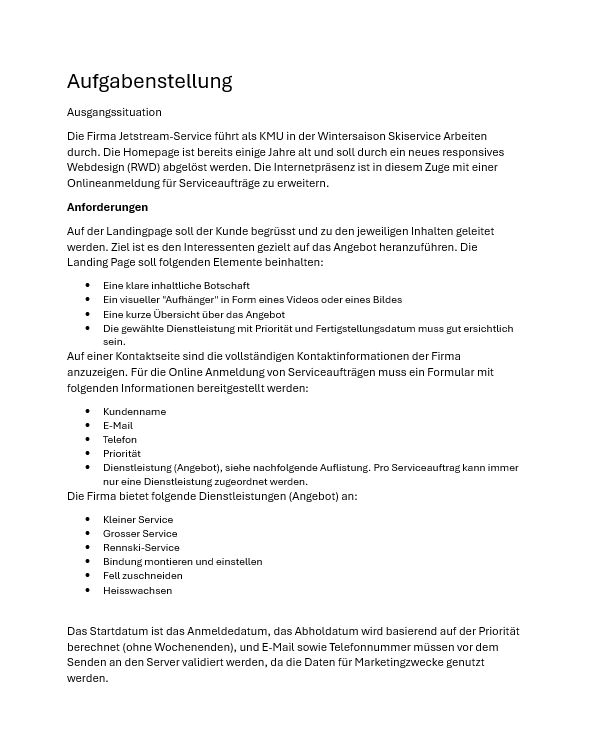 Aufgabenstellung
Ausgangssituation
Die Firma Jetstream-Service führt als KMU in der Wintersaison Skiservice Arbeiten
durch. Die Homepage ist bereits einige Jahre alt und soll durch ein neues responsives
Webdesign (RWD) abgelöst werden. Die Internetpräsenz ist in diesem Zuge mit einer
Onlineanmeldung für Serviceaufträge zu erweitern.
Anforderungen
Auf der Landingpage soll der Kunde begrüsst und zu den jeweiligen Inhalten geleitet
werden. Ziel ist es den Interessenten gezielt auf das Angebot heranzuführen. Die
Landing Page soll folgenden Elemente beinhalten:
• Eine klare inhaltliche Botschaft
• Ein visueller "Aufhänger" in Form eines Videos oder eines Bildes
• Eine kurze Übersicht über das Angebot
• Die gewählte Dienstleistung mit Priorität und Fertigstellungsdatum muss gut ersichtlich
sein.
Auf einer Kontaktseite sind die vollständigen Kontaktinformationen der Firma
anzuzeigen. Für die Online Anmeldung von Serviceaufträgen muss ein Formular mit
folgenden Informationen bereitgestellt werden:
• Kundenname
• E-Mail
• Telefon
• Priorität
• Dienstleistung (Angebot), siehe nachfolgende Auflistung. Pro Serviceauftrag kann immer
nur eine Dienstleistung zugeordnet werden.
Die Firma bietet folgende Dienstleistungen (Angebot) an:
• Kleiner Service
• Grosser Service
• Rennski-Service
• Bindung montieren und einstellen
• Fell zuschneiden
• Heisswachsen
Das Startdatum ist das Anmeldedatum, das Abholdatum wird basierend auf der Priorität
berechnet (ohne Wochenenden), und E-Mail sowie Telefonnummer müssen vor dem
Senden an den Server validiert werden, da die Daten für Marketingzwecke genutzt
werden.